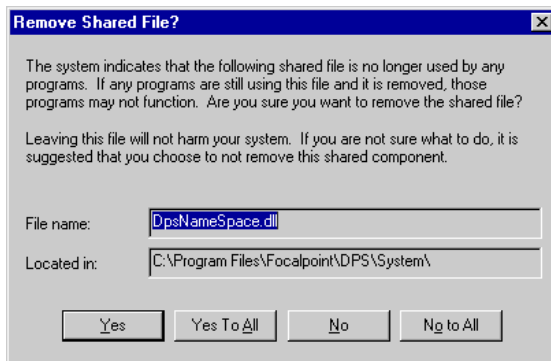 Remove Shared File?
The system indicates that the following shared file is no longer used by any
programs. If any programs are still using this file and it is removed, those
programs may not function. Are you sure you want to remove the shared file?
Leaving this file will not harm your system. If you are not sure what to do, it is
suggested that you choose to not remove this shared component.
File name: DpsNameSpace.dll
Located in: C:\Program Files\Focalpoint\DPS\System\
Yes Yes To All No No to All